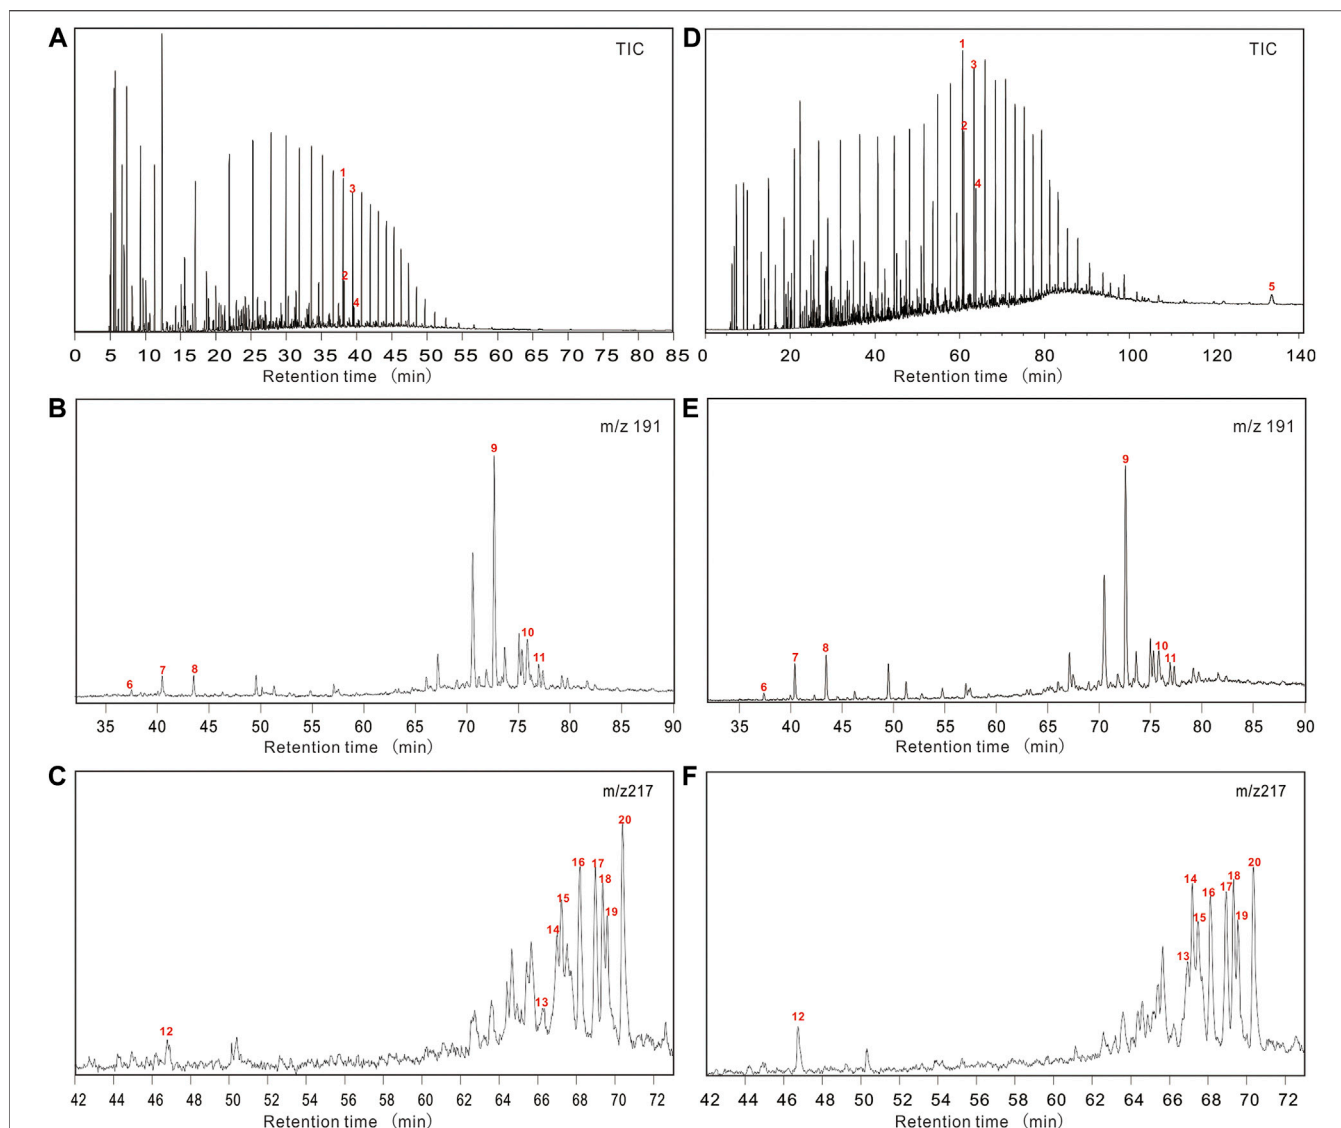 A
TIC
1
3
2
4
0 5 10 15 20 25 30 35 40 45 50 55 60 65 70 75 80 85
Retention time (min)
D
TIC
1
3
2
4
5
0 20 40 60 80 100 120 140
Retention time (min)
B
m/z 191
9
10
11
7
8
6
35 40 45 50 55 60 65 70 75 80 85 90
Retention time (min)
E
m/z 191
9
10
11
8
7
6
35 40 45 50 55 60 65 70 75 80 85 90
Retention time (min)
C
m/z217
20
16 17
18
15
19
14
13
12
42 44 46 48 50 52 54 56 58 60 62 64 66 68 70 72
Retention time (min)
F
m/z217
20
14 18
17
16
15 19
13
12
42 44 46 48 50 52 54 56 58 60 62 64 66 68 70 72
Retention time (min)